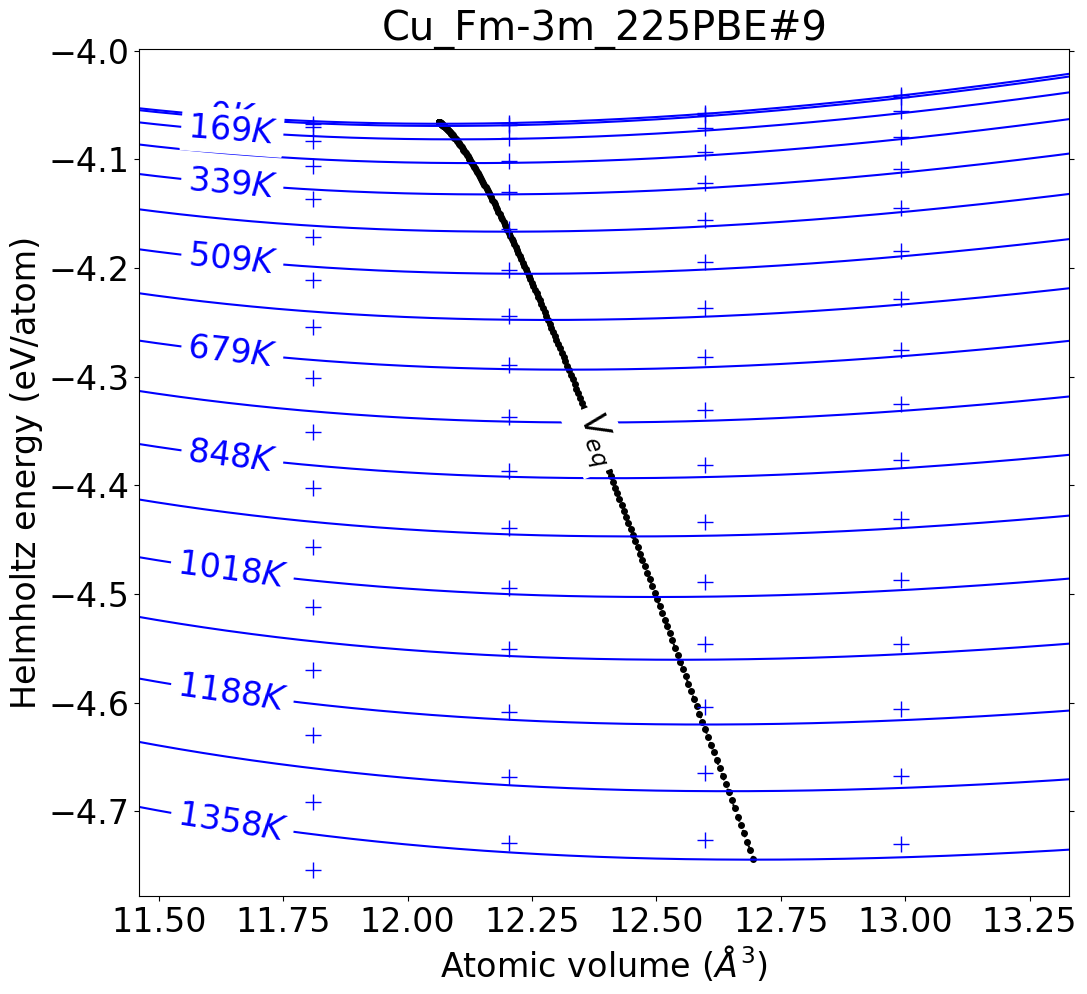 Cu_Fm-3m_225PBE#9
Helmholtz energy (eV/atom)
−4.0
−4.1
−4.2
−4.3
−4.4
−4.5
−4.6
−4.7
169K
339K
509K
679K
848K
1018K
1188K
1358K
V_eq
11.50 11.75 12.00 12.25 12.50 12.75 13.00 13.25
Atomic volume (Å³)